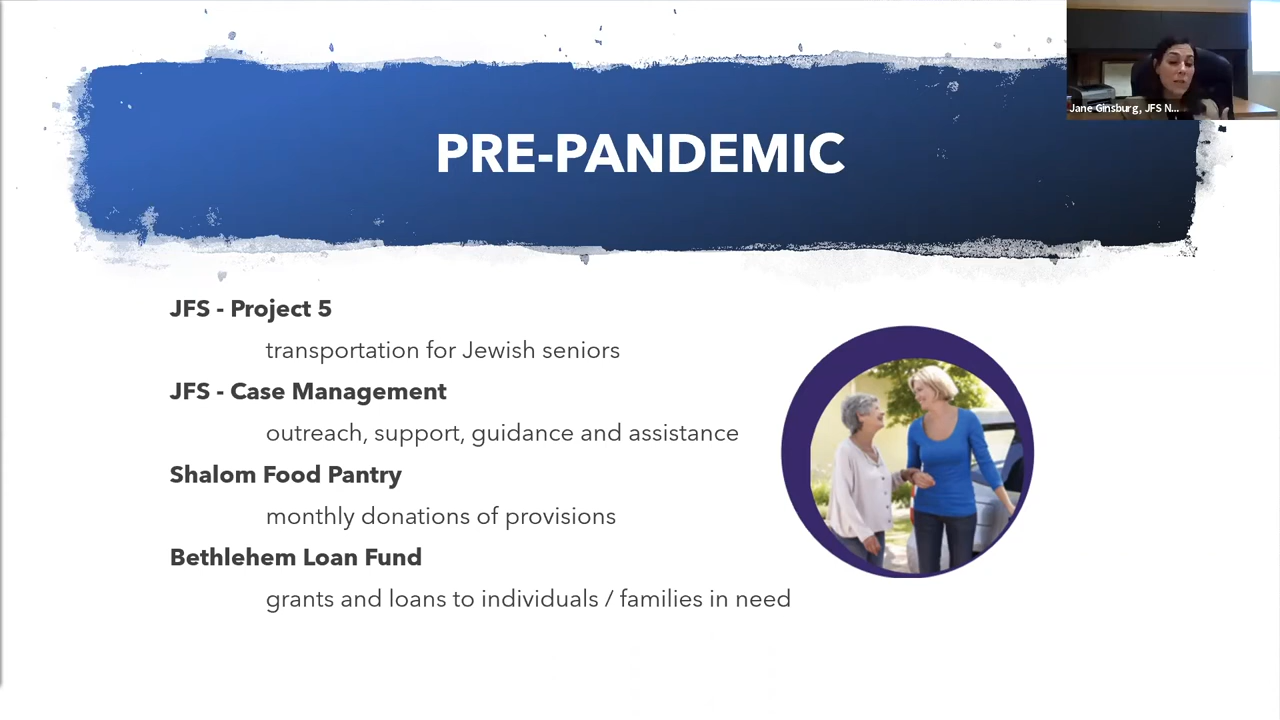 PRE-PANDEMIC
Jane Ginsburg, JFS N...
JFS - Project 5
transportation for Jewish seniors
JFS - Case Management
outreach, support, guidance and assistance
Shalom Food Pantry
monthly donations of provisions
Bethlehem Loan Fund
grants and loans to individuals / families in need